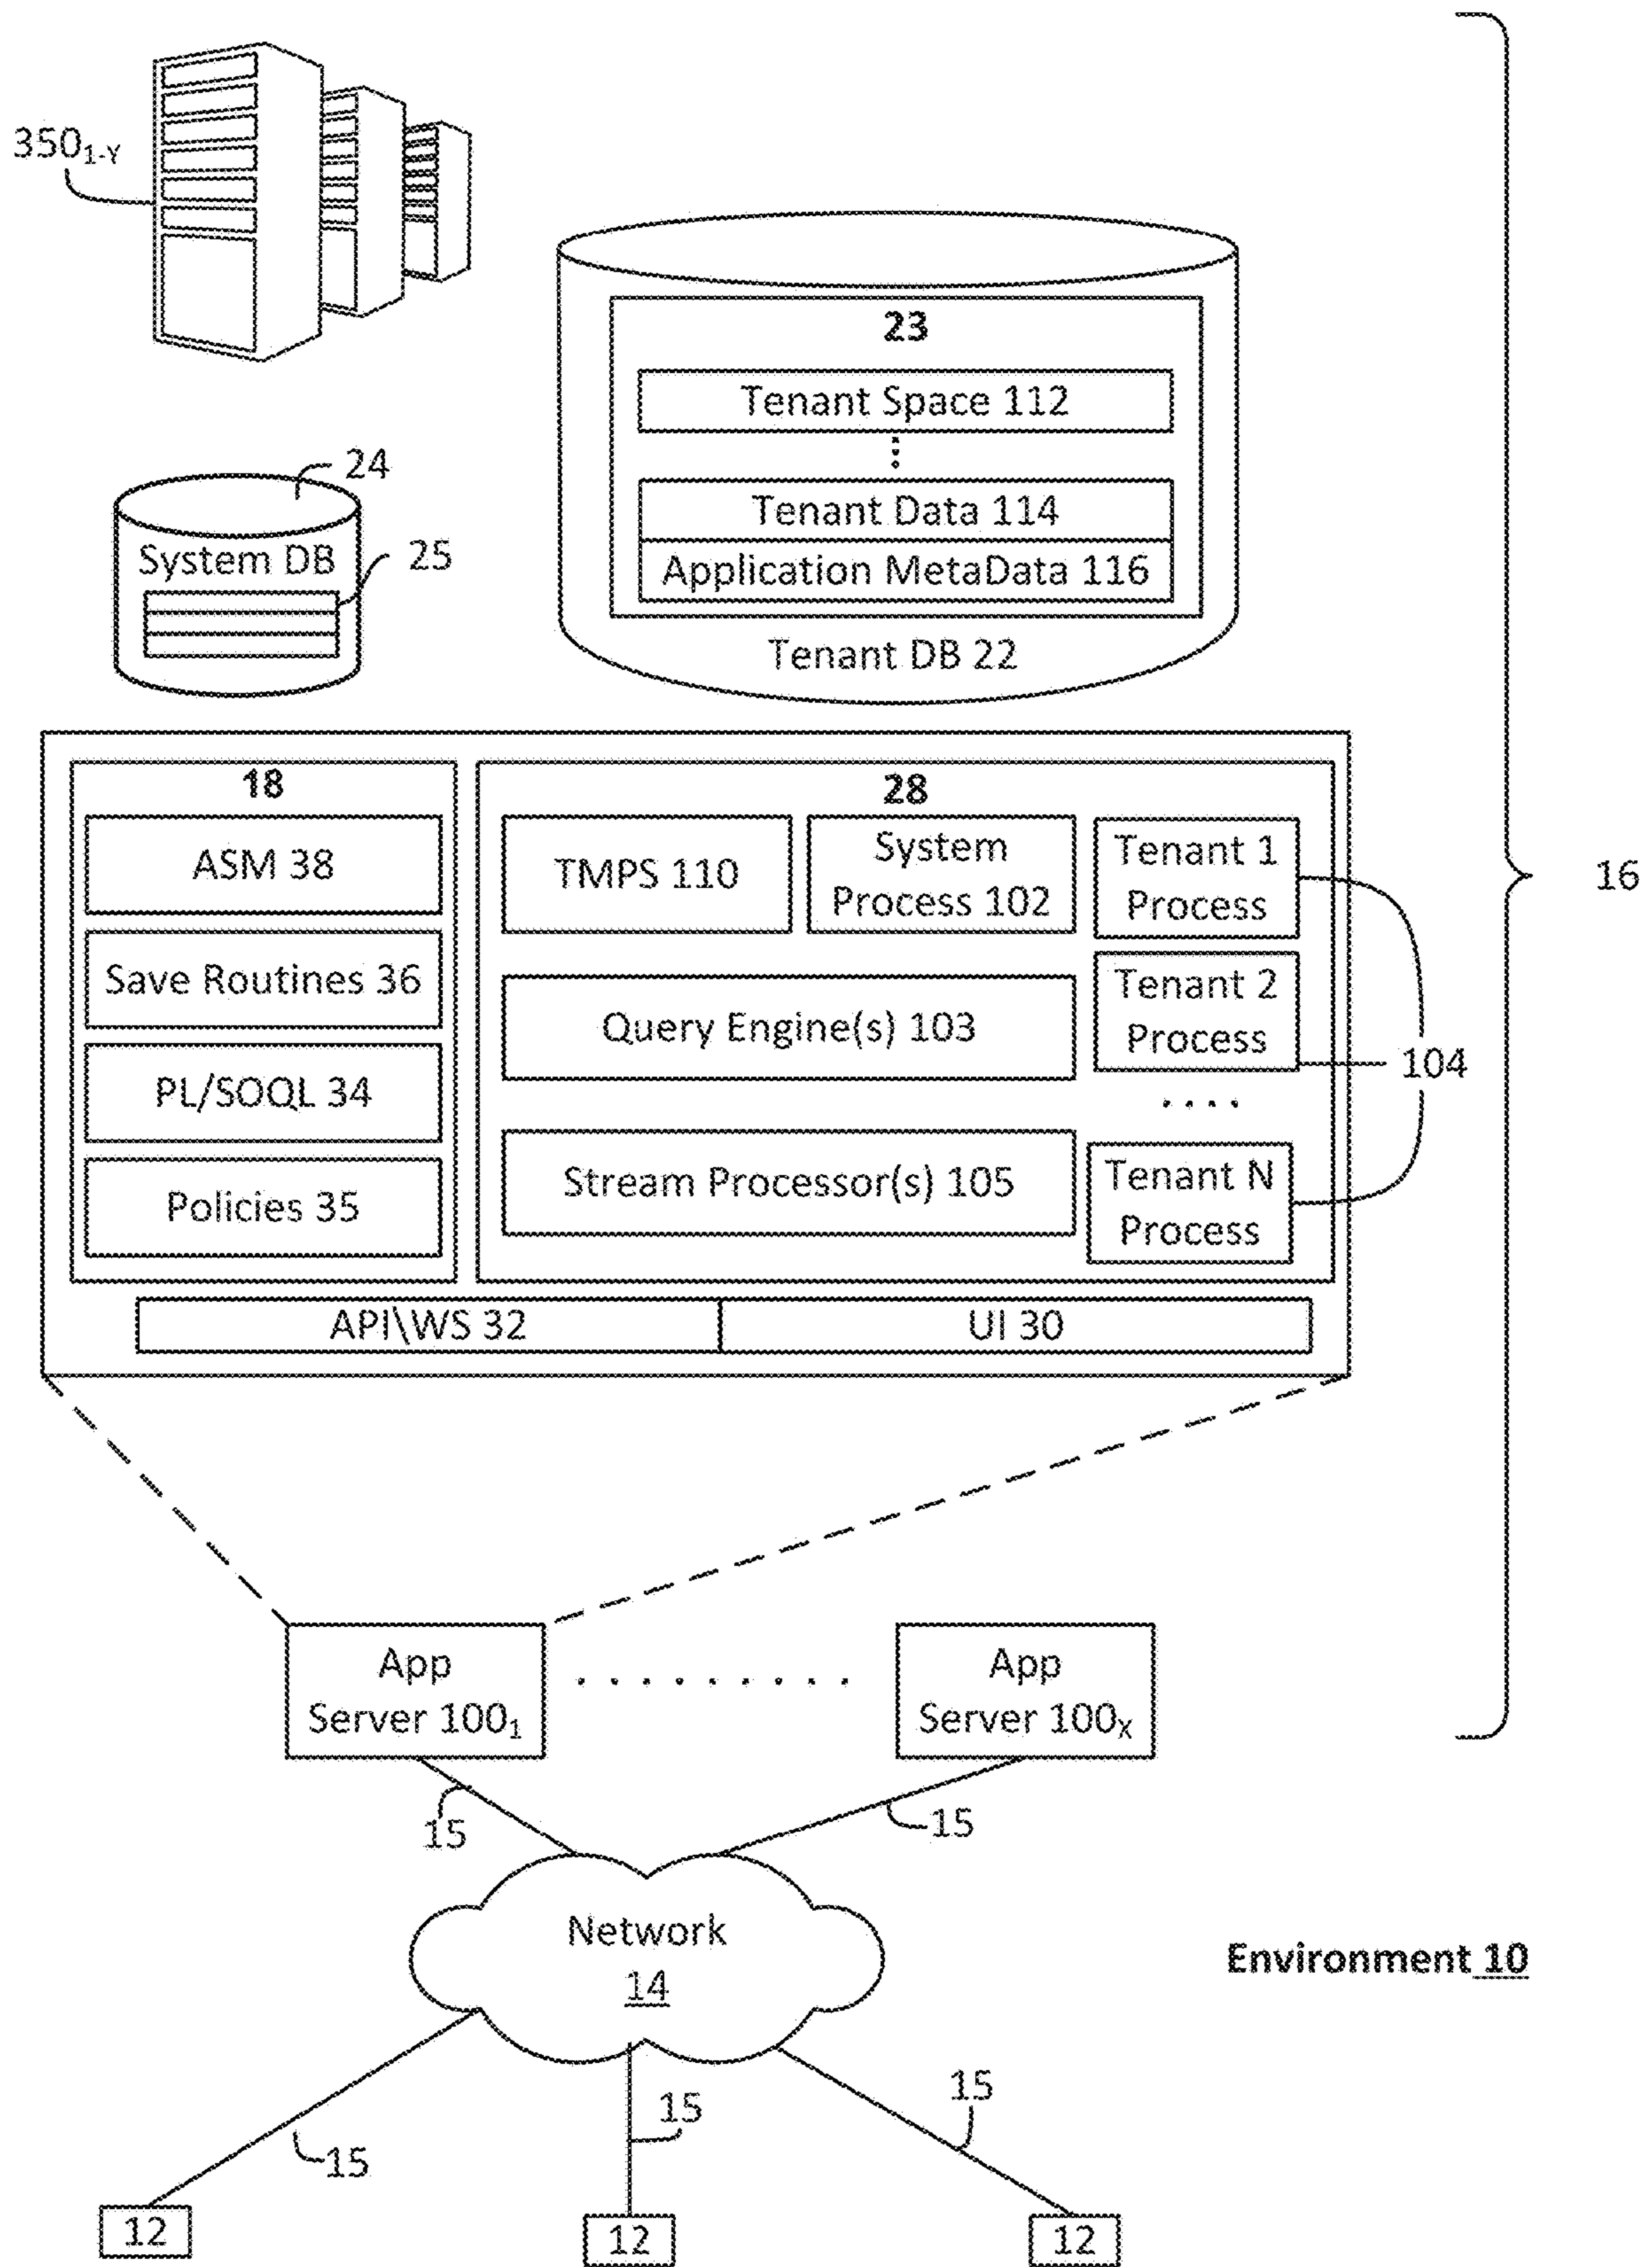 350₁₋Y
23
Tenant Space 112
24
Tenant Data 114
System DB
25
Application MetaData 116
Tenant DB 22
18
ASM 38
Save Routines 36
PL/SOQL 34
Policies 35
28
TMPS 110
System
Process 102
Query Engine(s) 103
Stream Processor(s) 105
Tenant 1
Process
Tenant 2
Process
. . . .
Tenant N
Process
104
16
API\WS 32
UI 30
App
Server 100₁
. . . . . . . . .
App
Server 100X
15
15
Network
14
Environment 10
15
15
15
12
12
12